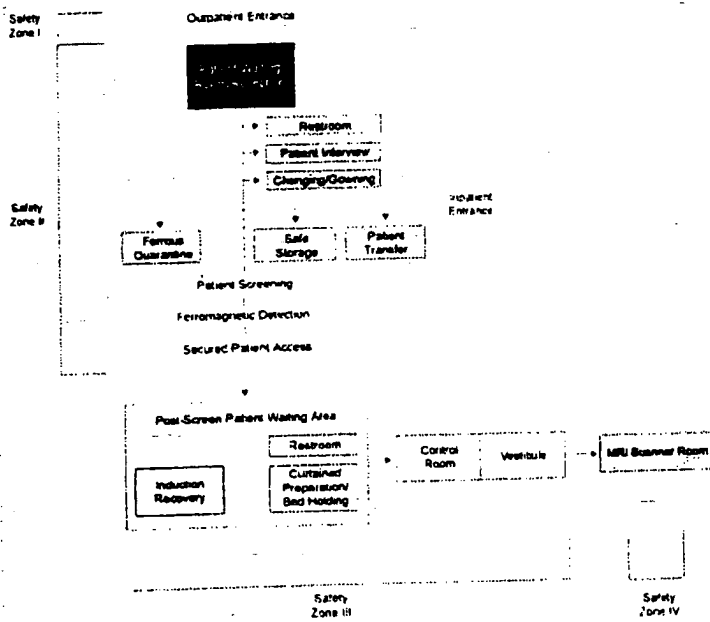 Safety
Zone I
Outpatient Entrance
Restroom
Patient Interview
Changing/Gowning
Safety
Zone II
Inpatient
Entrance
Ferrous
Quarantine
Safe
Storage
Patient
Transfer
Patient Screening
Ferromagnetic Detection
Secured Patient Access
Post-Screen Patient Waiting Area
Restroom
Induction
Recovery
Curtained
Preparation/
Bed Holding
Control
Room
Vestibule
MRI Scanner Room
Safety
Zone III
Safety
Zone IV